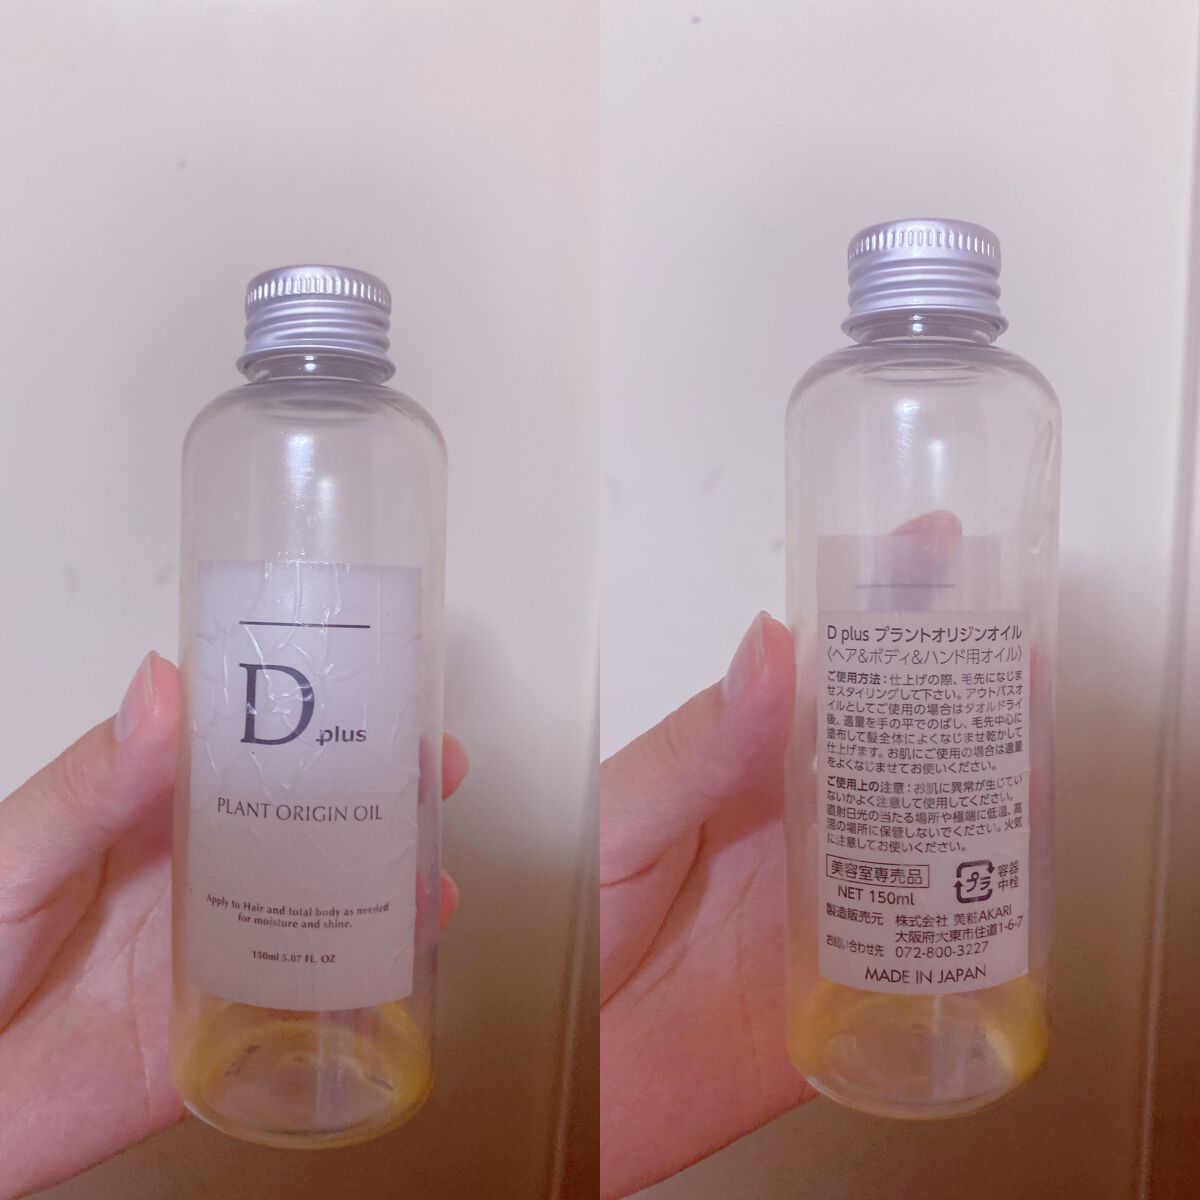 D plus
PLANT ORIGIN OIL
Apply to Hair and total body as needed
for moisture and shine.
150ml 5.07 FL. OZ
D plus プラントオリジンオイル
〈ヘア&ボディ&ハンド用オイル〉
ご使用方法：仕上げの際、毛先になじま
せスタイリングして下さい。アウトバスオ
イルとしてご使用の場合はタオルドライ
後、適量を手の平でのばし、毛先中心に
塗布して髪全体によくなじませ乾かして
仕上げます。お肌にご使用の場合は適量
をよくなじませてお使いください。
ご使用上の注意：お肌に異常が生じてい
ないかよく注意して使用してください。
直射日光の当たる場所や極端に低温、高
温の場所に保管しないでください。火気
に注意してお使いください。
美容室専売品
NET 150ml
プラ
容器
中栓
製造販売元 株式会社 美粧AKARI
大阪府大東市住道1-6-7
お問い合わせ先 072-800-3227
MADE IN JAPAN